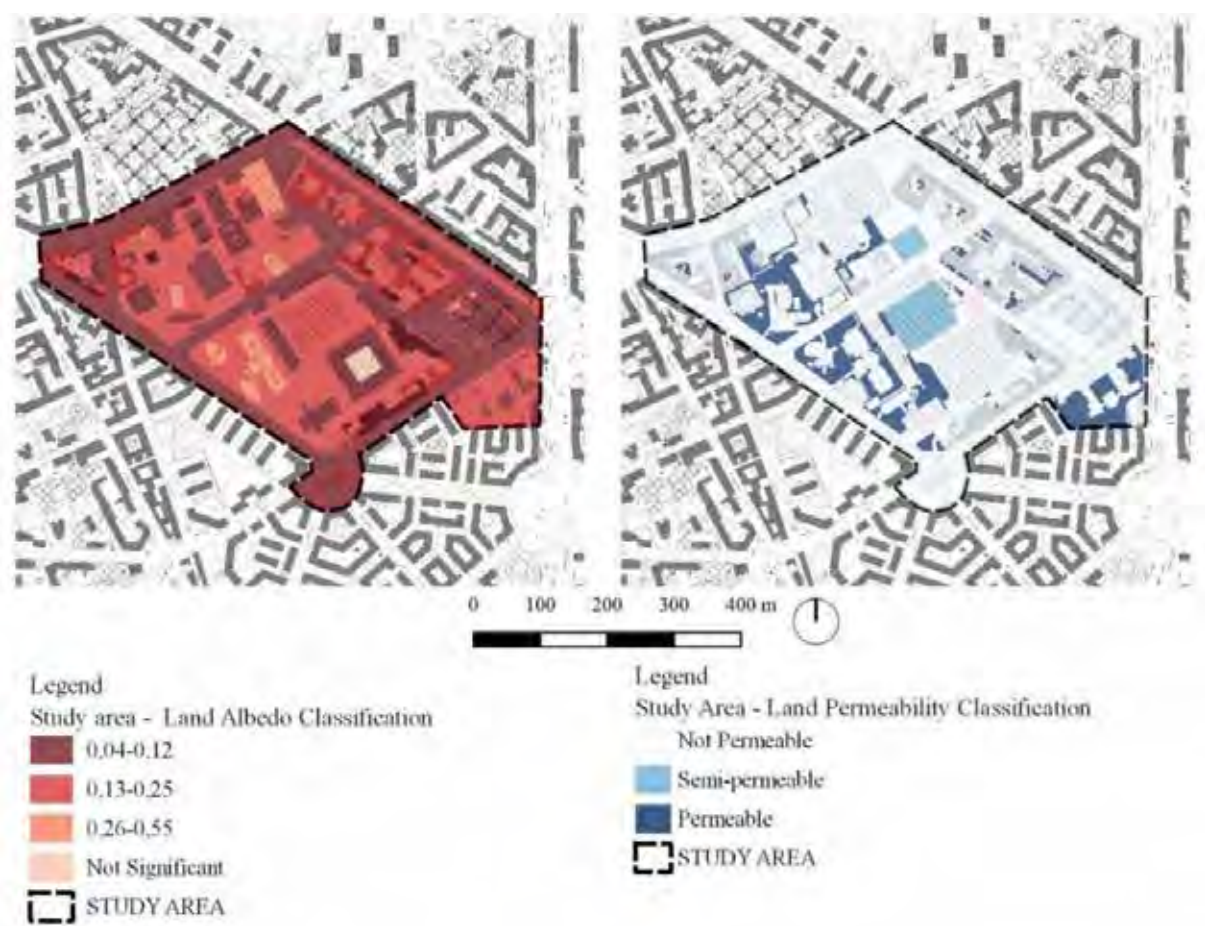 0 100 200 300 400 m
Legend
Study area - Land Albedo Classification
0,04-0.12
0.13-0.25
0.26-0,55
Not Significant
STUDY AREA
Legend
Study Area - Land Permeability Classification
Not Permeable
Semi-permeable
Permeable
STUDY AREA